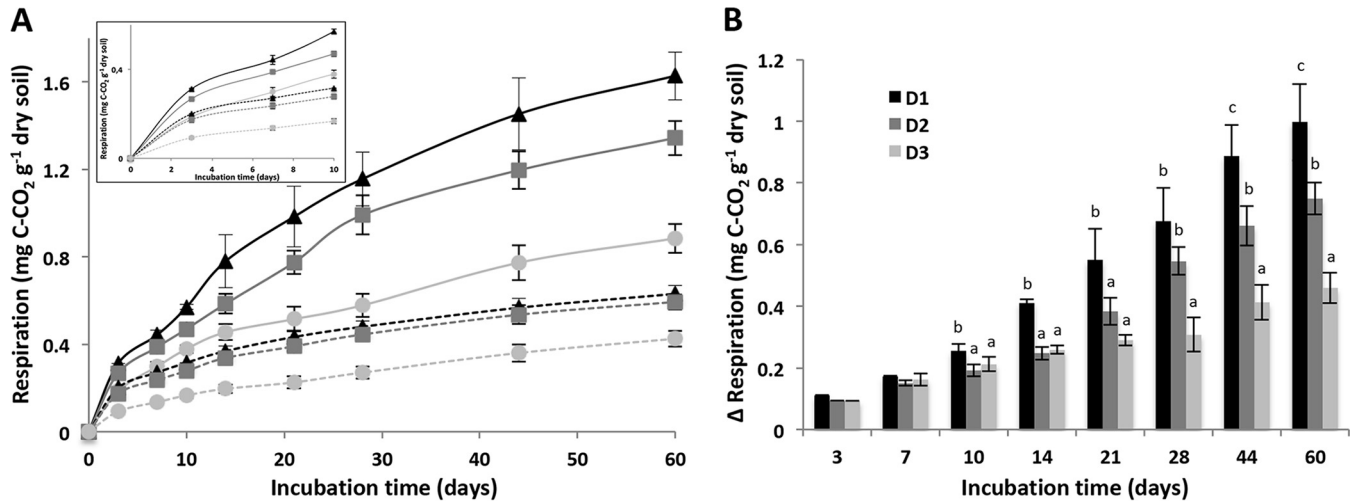 A
Respiration (mg C-CO₂ g⁻¹ dry soil)
1.6
1.2
0.8
0.4
0
0 10 20 30 40 50 60
Incubation time (days)
Respiration (mg C-CO₂ g⁻¹ dry soil)
0,4
0
0 2 4 6 8 10
Incubation time (days)
B
Δ Respiration (mg C-CO₂ g⁻¹ dry soil)
1.2
1
0.8
0.6
0.4
0.2
0
D1
D2
D3
b a a
b a a
b a a
b b a
c b a
c b a
3 7 10 14 21 28 44 60
Incubation time (days)